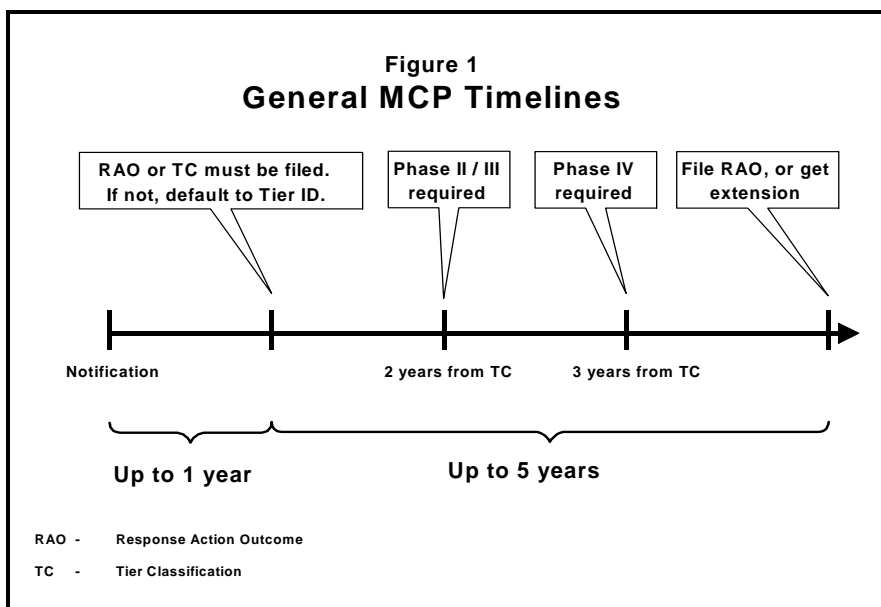 Figure 1
General MCP Timelines
RAO or TC must be filed.
If not, default to Tier ID.
Phase II / III
required
Phase IV
required
File RAO, or get
extension
Notification
2 years from TC
3 years from TC
Up to 1 year
Up to 5 years
RAO - Response Action Outcome
TC - Tier Classification